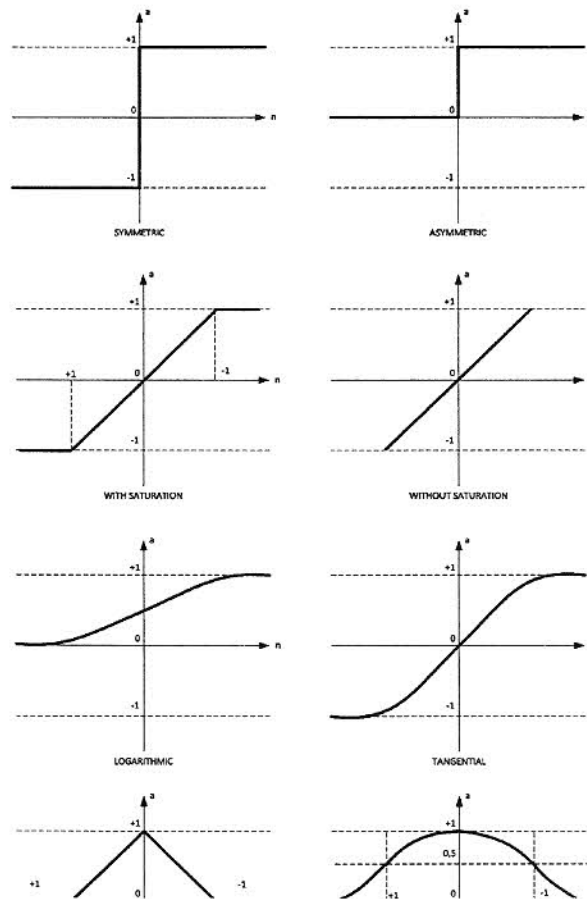 a a
+1 +1
0 0
n
-1 -1
SYMMETRIC ASYMMETRIC
a a
+1 +1
+1 0 -1 n 0
-1 -1
WITH SATURATION WITHOUT SATURATION
a a
+1 +1
0 n 0
-1 -1
LOGARITHMIC TANGENTIAL
a a
+1 +1
0,5
+1 -1
0 +1 0 -1